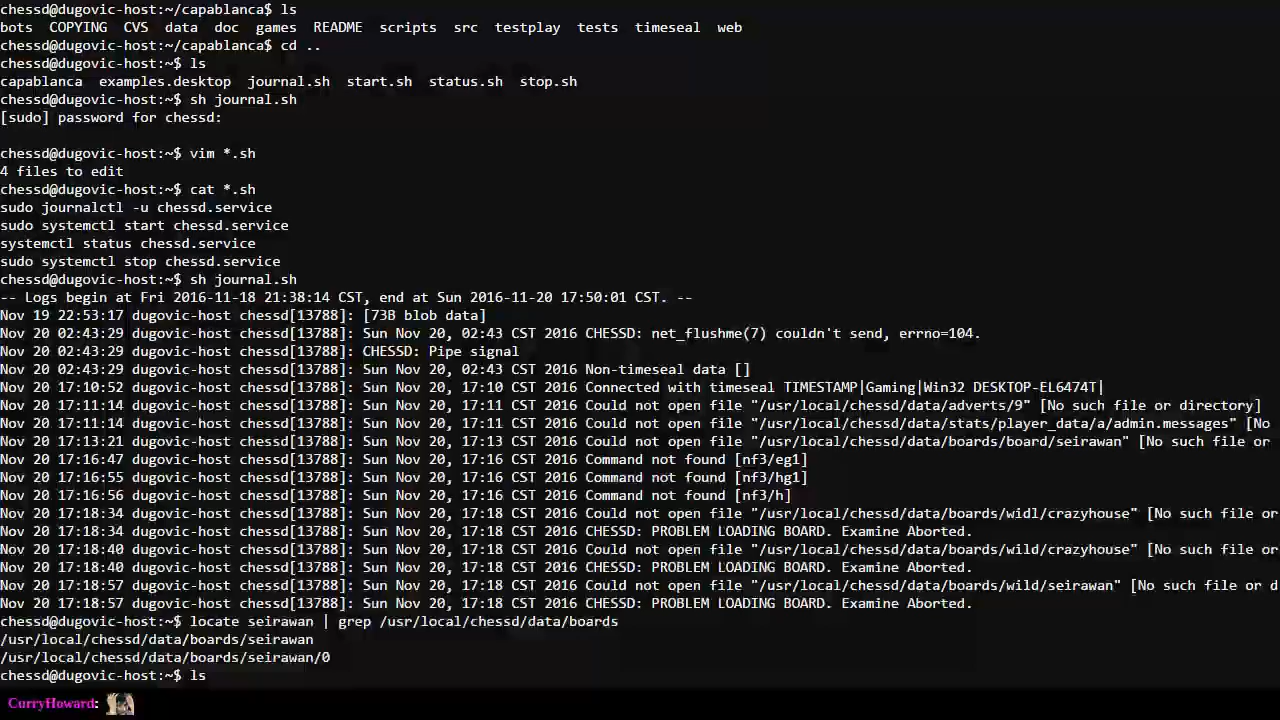 chessd@dugovic-host:~/capablanca$ ls
bots  COPYING  CVS  data  doc  games  README  scripts  src  testplay  tests  timeseal  web
chessd@dugovic-host:~/capablanca$ cd ..
chessd@dugovic-host:~$ ls
capablanca  examples.desktop  journal.sh  start.sh  status.sh  stop.sh
chessd@dugovic-host:~$ sh journal.sh
[sudo] password for chessd:
chessd@dugovic-host:~$ vim *.sh
4 files to edit
chessd@dugovic-host:~$ cat *.sh
sudo journalctl -u chessd.service
sudo systemctl start chessd.service
systemctl status chessd.service
sudo systemctl stop chessd.service
chessd@dugovic-host:~$ sh journal.sh
-- Logs begin at Fri 2016-11-18 21:38:14 CST, end at Sun 2016-11-20 17:50:01 CST. --
Nov 19 22:53:17 dugovic-host chessd[13788]: [73B blob data]
Nov 20 02:43:29 dugovic-host chessd[13788]: Sun Nov 20, 02:43 CST 2016 CHESSD: net_flushme(7) couldn't send, errno=104.
Nov 20 02:43:29 dugovic-host chessd[13788]: CHESSD: Pipe signal
Nov 20 02:43:29 dugovic-host chessd[13788]: Sun Nov 20, 02:43 CST 2016 Non-timeseal data []
Nov 20 17:10:52 dugovic-host chessd[13788]: Sun Nov 20, 17:10 CST 2016 Connected with timeseal TIMESTAMP|Gaming|Win32 DESKTOP-EL6474T|
Nov 20 17:11:14 dugovic-host chessd[13788]: Sun Nov 20, 17:11 CST 2016 Could not open file "/usr/local/chessd/data/adverts/9" [No such file or directory]
Nov 20 17:11:14 dugovic-host chessd[13788]: Sun Nov 20, 17:11 CST 2016 Could not open file "/usr/local/chessd/data/stats/player_data/a/admin.messages" [No
Nov 20 17:13:21 dugovic-host chessd[13788]: Sun Nov 20, 17:13 CST 2016 Could not open file "/usr/local/chessd/data/boards/board/seirawan" [No such file or
Nov 20 17:16:47 dugovic-host chessd[13788]: Sun Nov 20, 17:16 CST 2016 Command not found [nf3/eg1]
Nov 20 17:16:55 dugovic-host chessd[13788]: Sun Nov 20, 17:16 CST 2016 Command not found [nf3/hg1]
Nov 20 17:16:56 dugovic-host chessd[13788]: Sun Nov 20, 17:16 CST 2016 Command not found [nf3/h]
Nov 20 17:18:34 dugovic-host chessd[13788]: Sun Nov 20, 17:18 CST 2016 Could not open file "/usr/local/chessd/data/boards/widl/crazyhouse" [No such file or
Nov 20 17:18:34 dugovic-host chessd[13788]: Sun Nov 20, 17:18 CST 2016 CHESSD: PROBLEM LOADING BOARD. Examine Aborted.
Nov 20 17:18:40 dugovic-host chessd[13788]: Sun Nov 20, 17:18 CST 2016 Could not open file "/usr/local/chessd/data/boards/wild/crazyhouse" [No such file or
Nov 20 17:18:40 dugovic-host chessd[13788]: Sun Nov 20, 17:18 CST 2016 CHESSD: PROBLEM LOADING BOARD. Examine Aborted.
Nov 20 17:18:57 dugovic-host chessd[13788]: Sun Nov 20, 17:18 CST 2016 Could not open file "/usr/local/chessd/data/boards/wild/seirawan" [No such file or d
Nov 20 17:18:57 dugovic-host chessd[13788]: Sun Nov 20, 17:18 CST 2016 CHESSD: PROBLEM LOADING BOARD. Examine Aborted.
chessd@dugovic-host:~$ locate seirawan | grep /usr/local/chessd/data/boards
/usr/local/chessd/data/boards/seirawan
/usr/local/chessd/data/boards/seirawan/0
chessd@dugovic-host:~$ ls
CurryHoward: